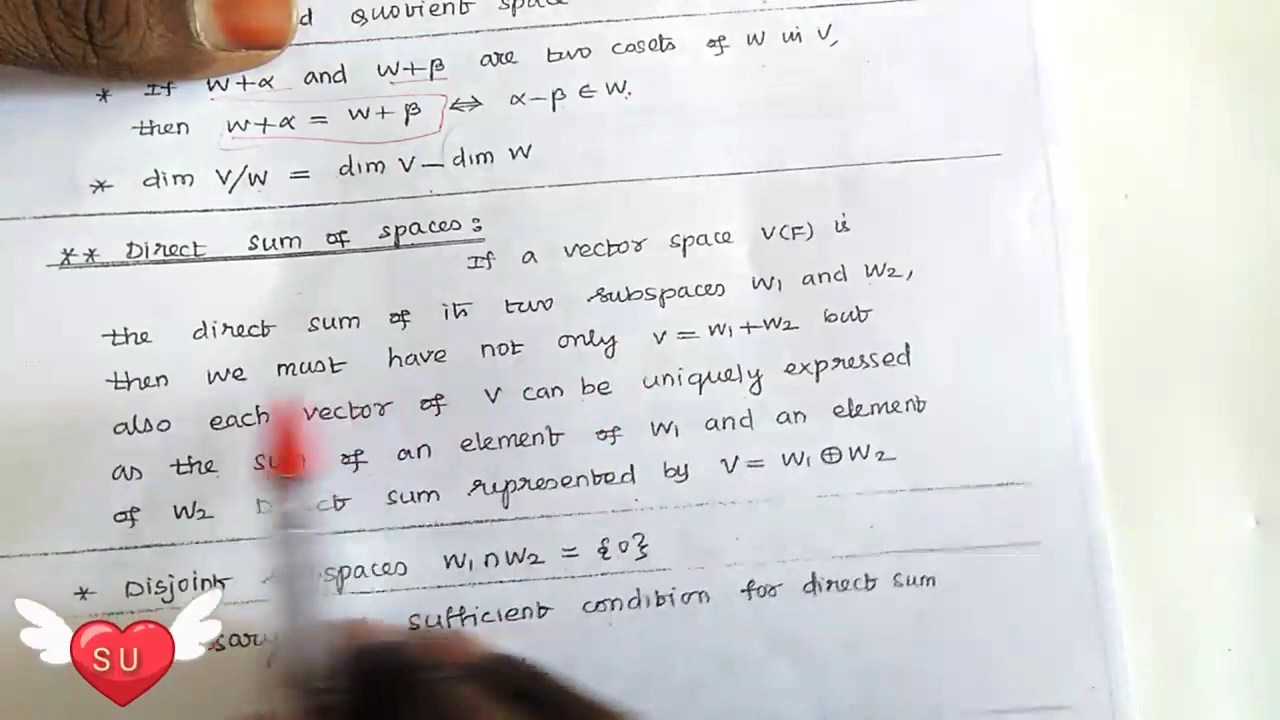 d Quotient space
* If W+α and W+β are two cosets of W in V,
then W+α = W+β ⇔ α-β ∈ W.
* dim V/W = dim V - dim W
** Direct sum of spaces:
If a vector space V(F) is
the direct sum of its two subspaces W1 and W2,
then we must have not only V = W1+W2 but
also each vector of V can be uniquely expressed
as the of an element of W1 and an element
of W2 sum represented by V = W1 ⊕ W2
* Disjoint spaces W1 ∩ W2 = {0}
sufficient condition for direct sum
SU